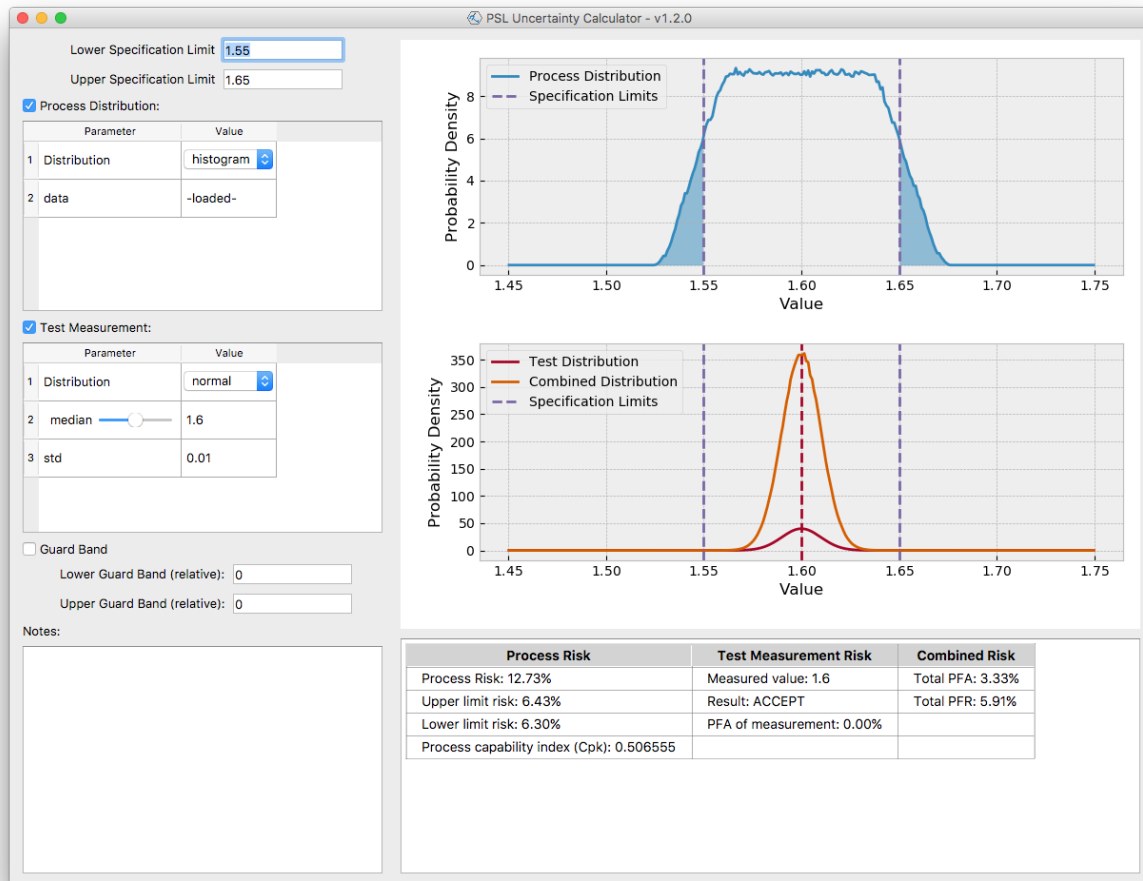 PSL Uncertainty Calculator - v1.2.0
Lower Specification Limit 1.55
Upper Specification Limit 1.65
Process Distribution:
Parameter Value
1 Distribution histogram
2 data -loaded-
Test Measurement:
Parameter Value
1 Distribution normal
2 median 1.6
3 std 0.01
Guard Band
Lower Guard Band (relative): 0
Upper Guard Band (relative): 0
Notes:
Process Distribution
Specification Limits
Probability Density
8
6
4
2
0
1.45 1.50 1.55 1.60 1.65 1.70 1.75
Value
Test Distribution
Combined Distribution
Specification Limits
Probability Density
350
300
250
200
150
100
50
0
1.45 1.50 1.55 1.60 1.65 1.70 1.75
Value
Process Risk Test Measurement Risk Combined Risk
Process Risk: 12.73% Measured value: 1.6 Total PFA: 3.33%
Upper limit risk: 6.43% Result: ACCEPT Total PFR: 5.91%
Lower limit risk: 6.30% PFA of measurement: 0.00%
Process capability index (Cpk): 0.506555